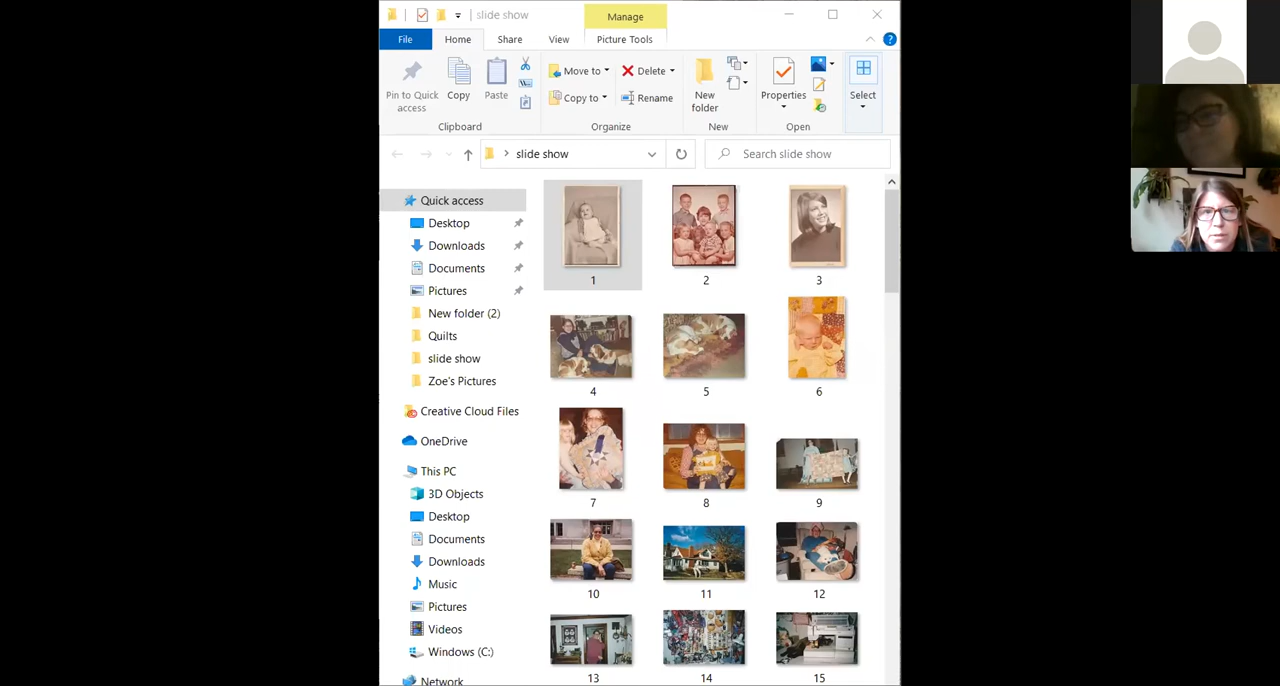 slide show
Manage
File
Home
Share
View
Picture Tools
Pin to Quick access
Copy
Paste
Move to
Copy to
Delete
Rename
New folder
Properties
Select
Clipboard
Organize
New
Open
slide show
Search slide show
Quick access
Desktop
Downloads
Documents
Pictures
New folder (2)
Quilts
slide show
Zoe's Pictures
Creative Cloud Files
OneDrive
This PC
3D Objects
Desktop
Documents
Downloads
Music
Pictures
Videos
Windows (C:)
Network
1
2
3
4
5
6
7
8
9
10
11
12
13
14
15